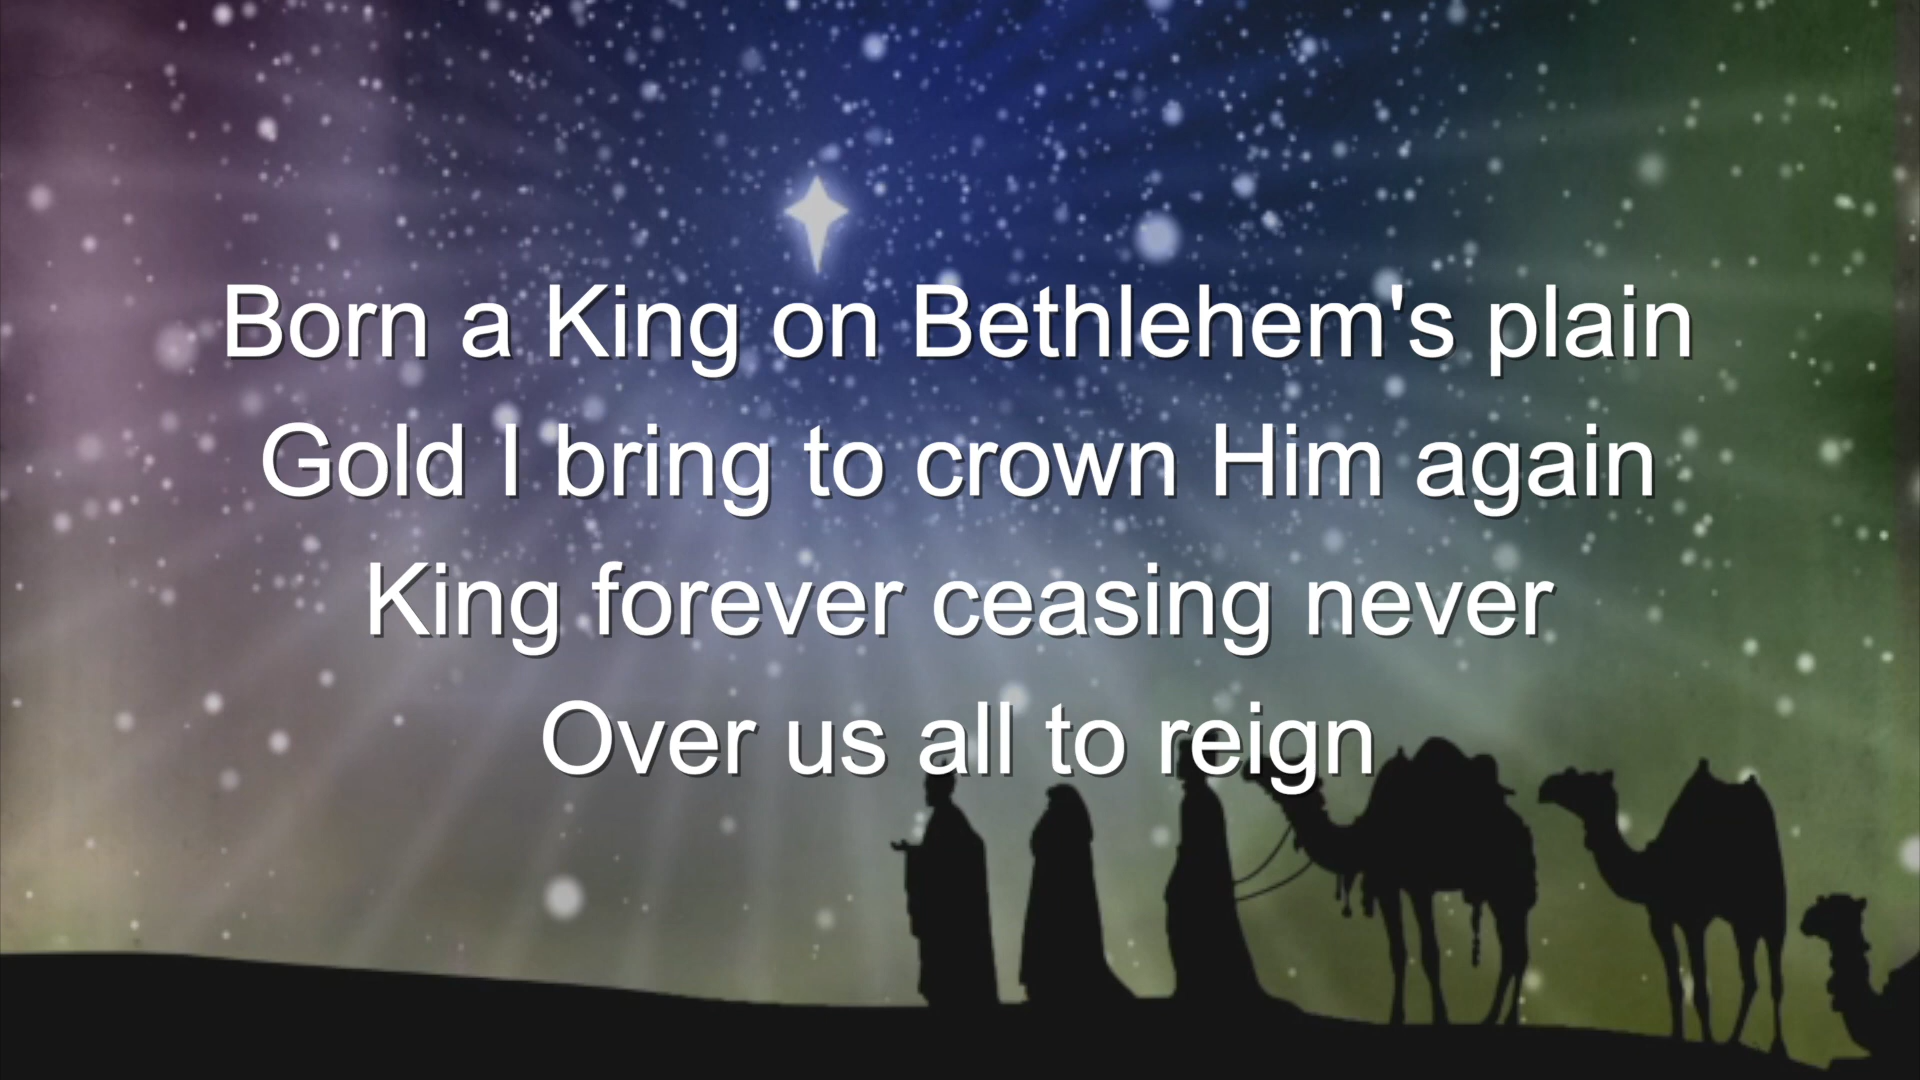 Born a King on Bethlehem's plain
Gold I bring to crown Him again
King forever ceasing never
Over us all to reign